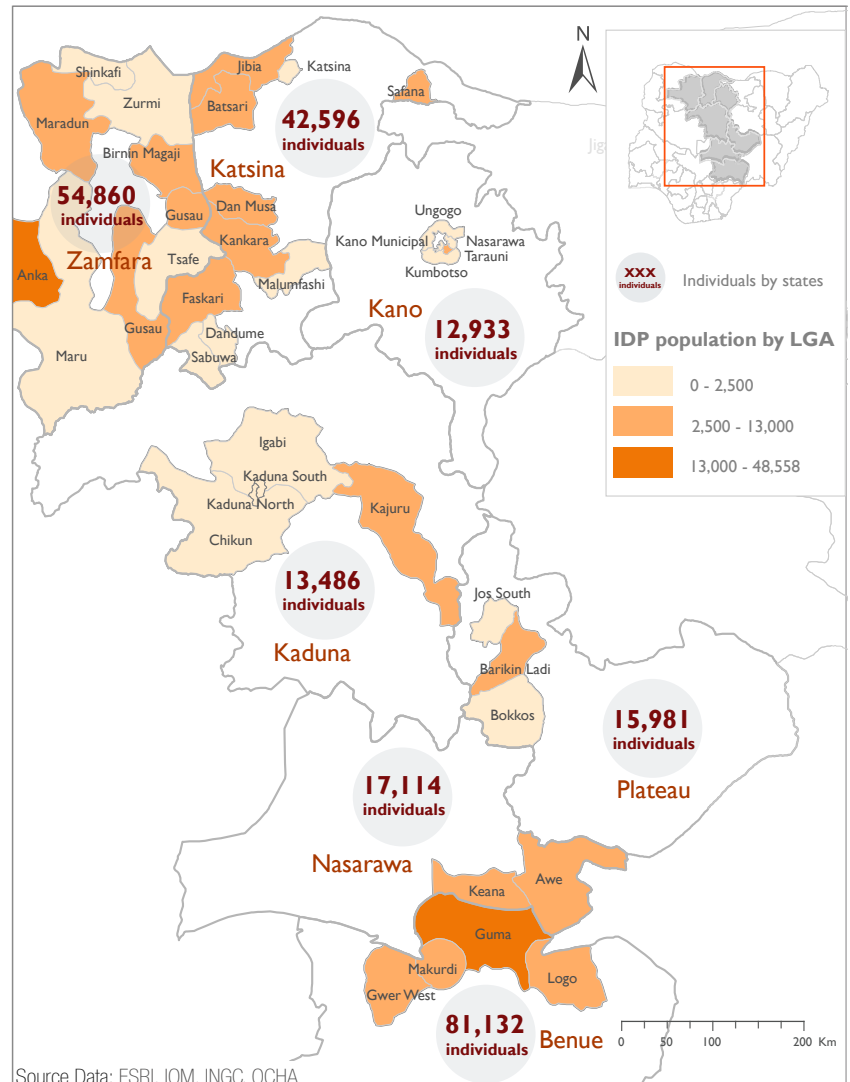 N
Shinkafi
Jibia
Katsina
Zurmi
Batsari
Safana
Maradun
42,596
individuals
Birnin Magaji
Katsina
54,860
individuals
Gusau
Dan Musa
Ungogo
Kankara
Kano Municipal
Nasarawa
Tarauni
Zamfara
Tsafe
Kumbotso
Anka
Malumfashi
Faskari
Kano
Gusau
Dandume
12,933
individuals
Maru
Sabuwa
Jig
xxx
individuals
Individuals by states
IDP population by LGA
0 - 2,500
2,500 - 13,000
13,000 - 48,558
Igabi
Kaduna South
Kaduna North
Kajuru
Chikun
13,486
individuals
Kaduna
Jos South
Barikin Ladi
Bokkos
15,981
individuals
Plateau
17,114
individuals
Nasarawa
Keana
Awe
Guma
Makurdi
Logo
Gwer West
81,132
individuals
Benue
0 50 100 200 Km
Source Data: ESRI, IOM, INGC, OCHA